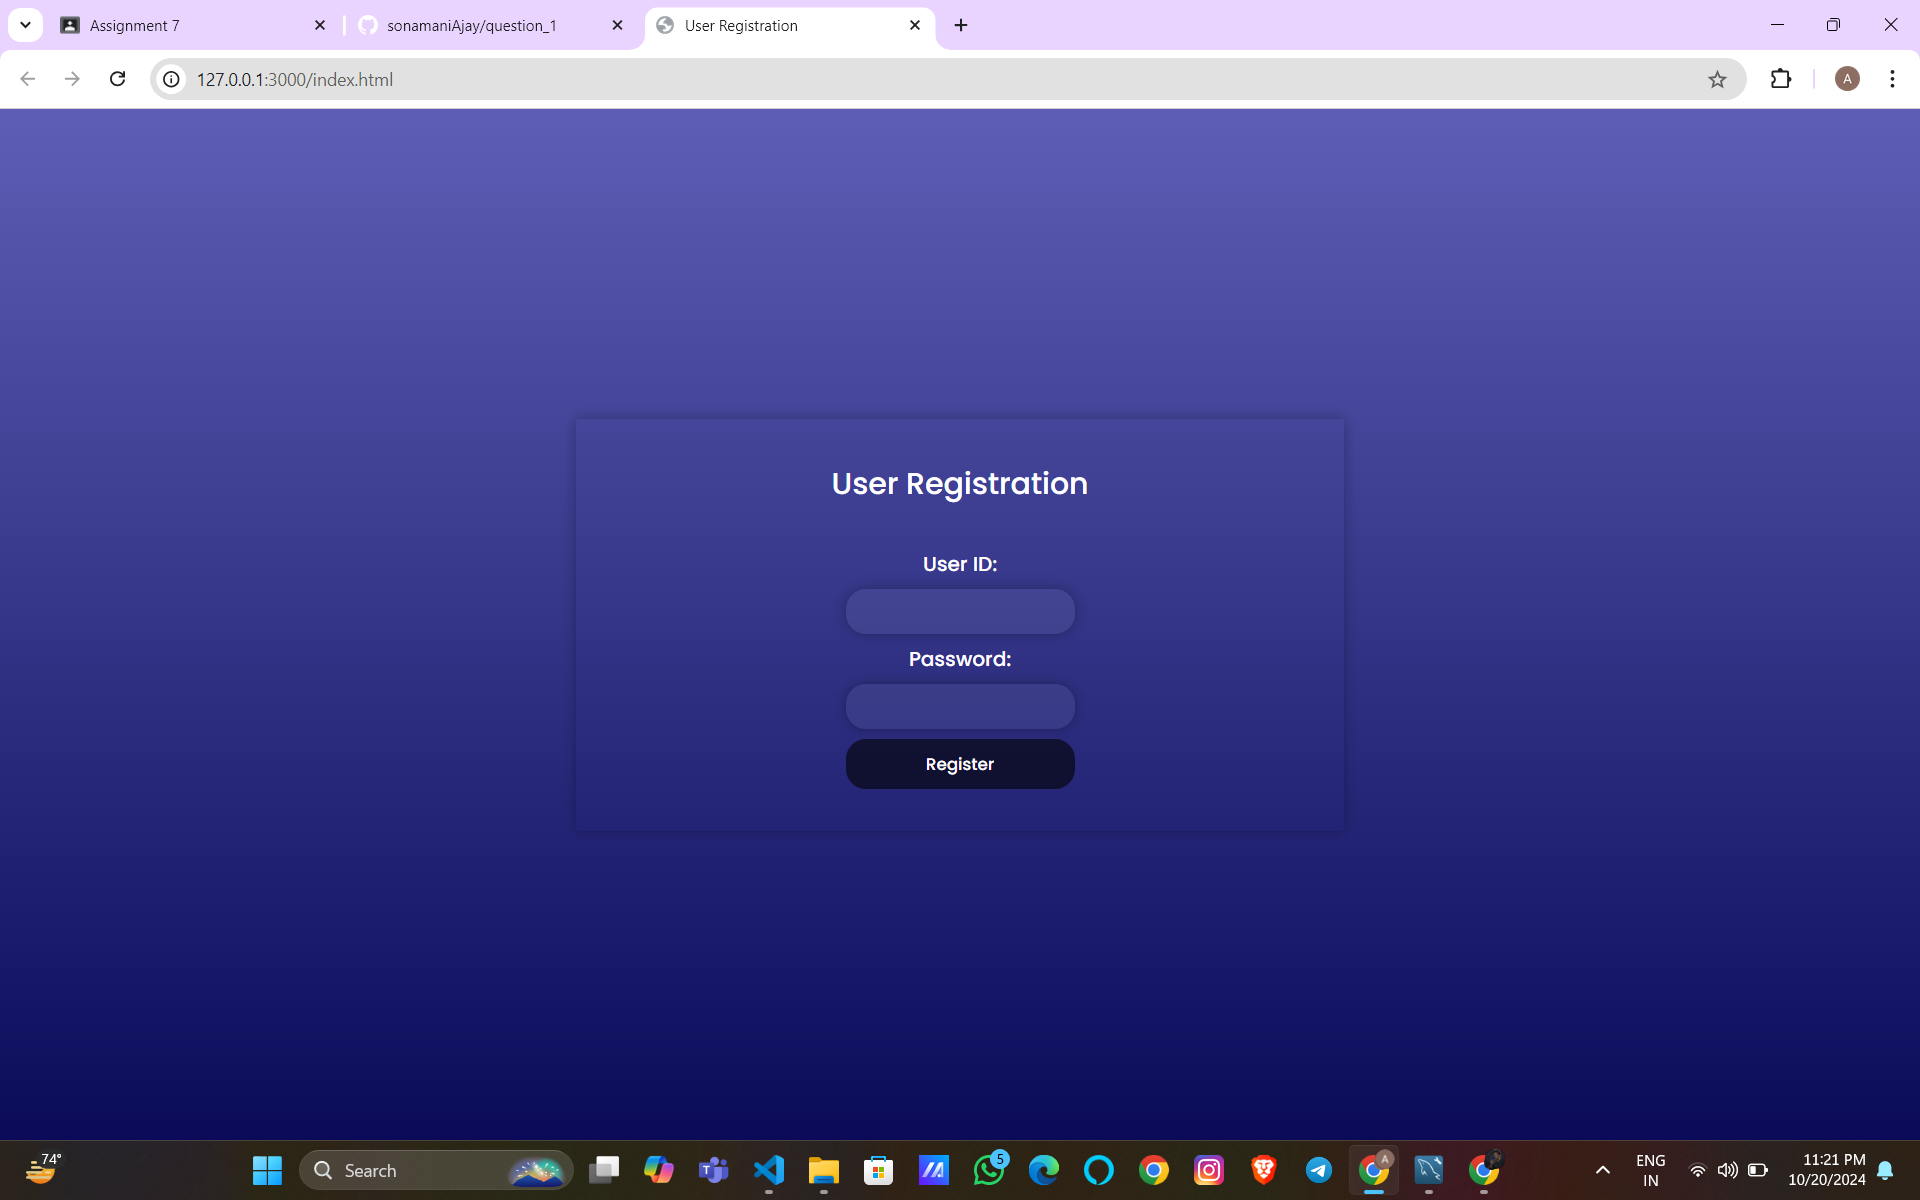 Assignment 7
sonamaniAjay/question_1
User Registration
127.0.0.1:3000/index.html
A
User Registration
User ID:
Password:
Register
74°
Search
5
A
ENG
IN
11:21 PM
10/20/2024